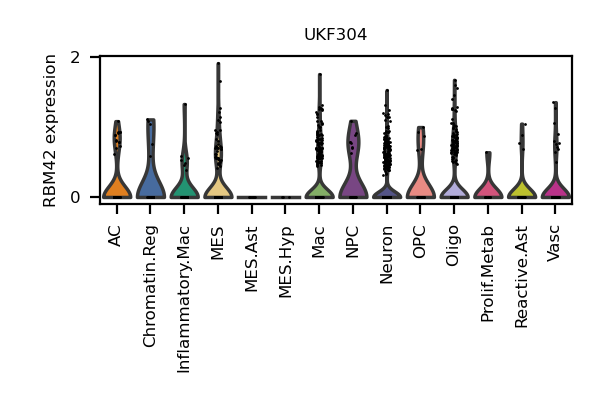 UKF304
RBM42 expression
2
0
AC
Chromatin.Reg
Inflammatory.Mac
MES
MES.Ast
MES.Hyp
Mac
NPC
Neuron
OPC
Oligo
Prolif.Metab
Reactive.Ast
Vasc